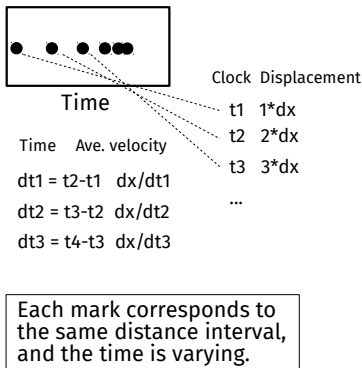 Time
Clock Displacement
t1 1*dx
t2 2*dx
t3 3*dx
...
Time Ave. velocity
dt1 = t2-t1 dx/dt1
dt2 = t3-t2 dx/dt2
dt3 = t4-t3 dx/dt3
Each mark corresponds to
the same distance interval,
and the time is varying.